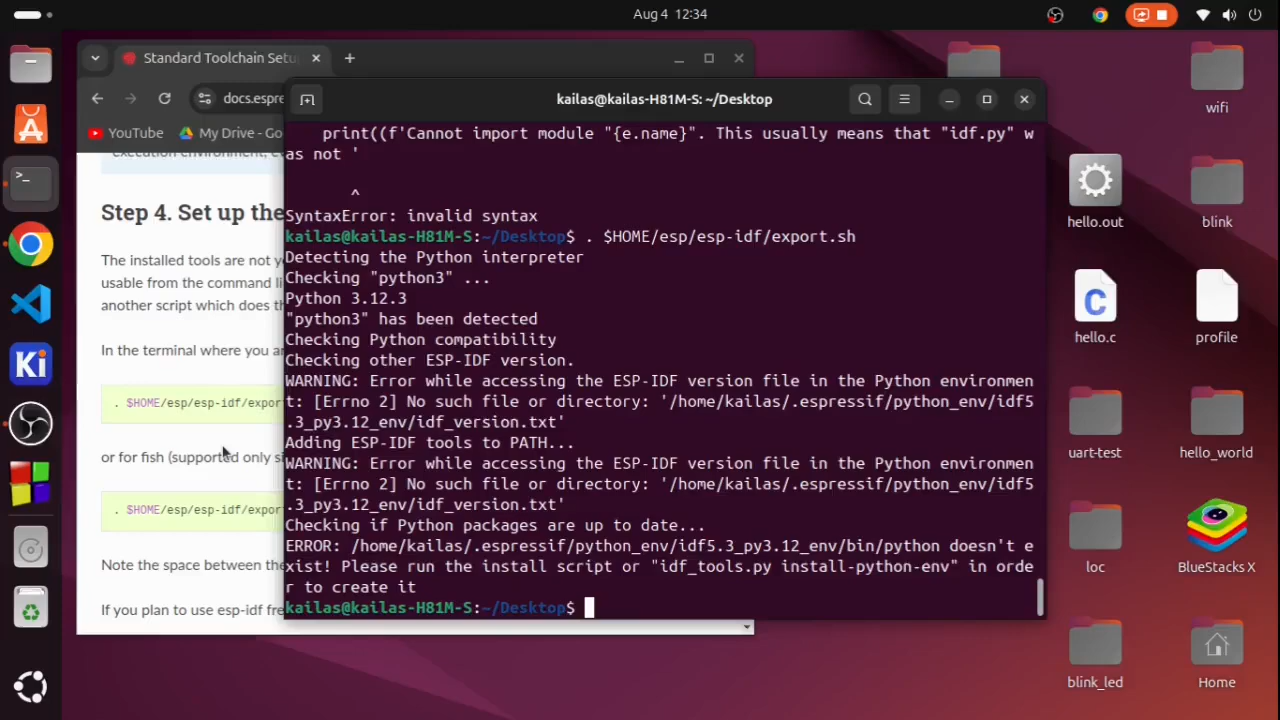 Aug 4 12:34
Standard Toolchain Setu
docs.espre
YouTube
My Drive - Go
Step 4. Set up the
The installed tools are not y
usable from the command li
another script which does th
In the terminal where you a
. $HOME/esp/esp-idf/expor
or for fish (supported only si
. $HOME/esp/esp-idf/export
Note the space between the
If you plan to use esp-idf fre
kailas@kailas-H81M-S: ~/Desktop
print((f'Cannot import module "{e.name}". This usually means that "idf.py" w
as not '
^
SyntaxError: invalid syntax
kailas@kailas-H81M-S:~/Desktop$ . $HOME/esp/esp-idf/export.sh
Detecting the Python interpreter
Checking "python3" ...
Python 3.12.3
"python3" has been detected
Checking Python compatibility
Checking other ESP-IDF version.
WARNING: Error while accessing the ESP-IDF version file in the Python environmen
t: [Errno 2] No such file or directory: '/home/kailas/.espressif/python_env/idf5
.3_py3.12_env/idf_version.txt'
Adding ESP-IDF tools to PATH...
WARNING: Error while accessing the ESP-IDF version file in the Python environmen
t: [Errno 2] No such file or directory: '/home/kailas/.espressif/python_env/idf5
.3_py3.12_env/idf_version.txt'
Checking if Python packages are up to date...
ERROR: /home/kailas/.espressif/python_env/idf5.3_py3.12_env/bin/python doesn't e
xist! Please run the install script or "idf_tools.py install-python-env" in orde
r to create it
kailas@kailas-H81M-S:~/Desktop$
wifi
hello.out
blink
C
hello.c
profile
uart-test
hello_world
loc
BlueStacks X
blink_led
Home
>_
A
Ki